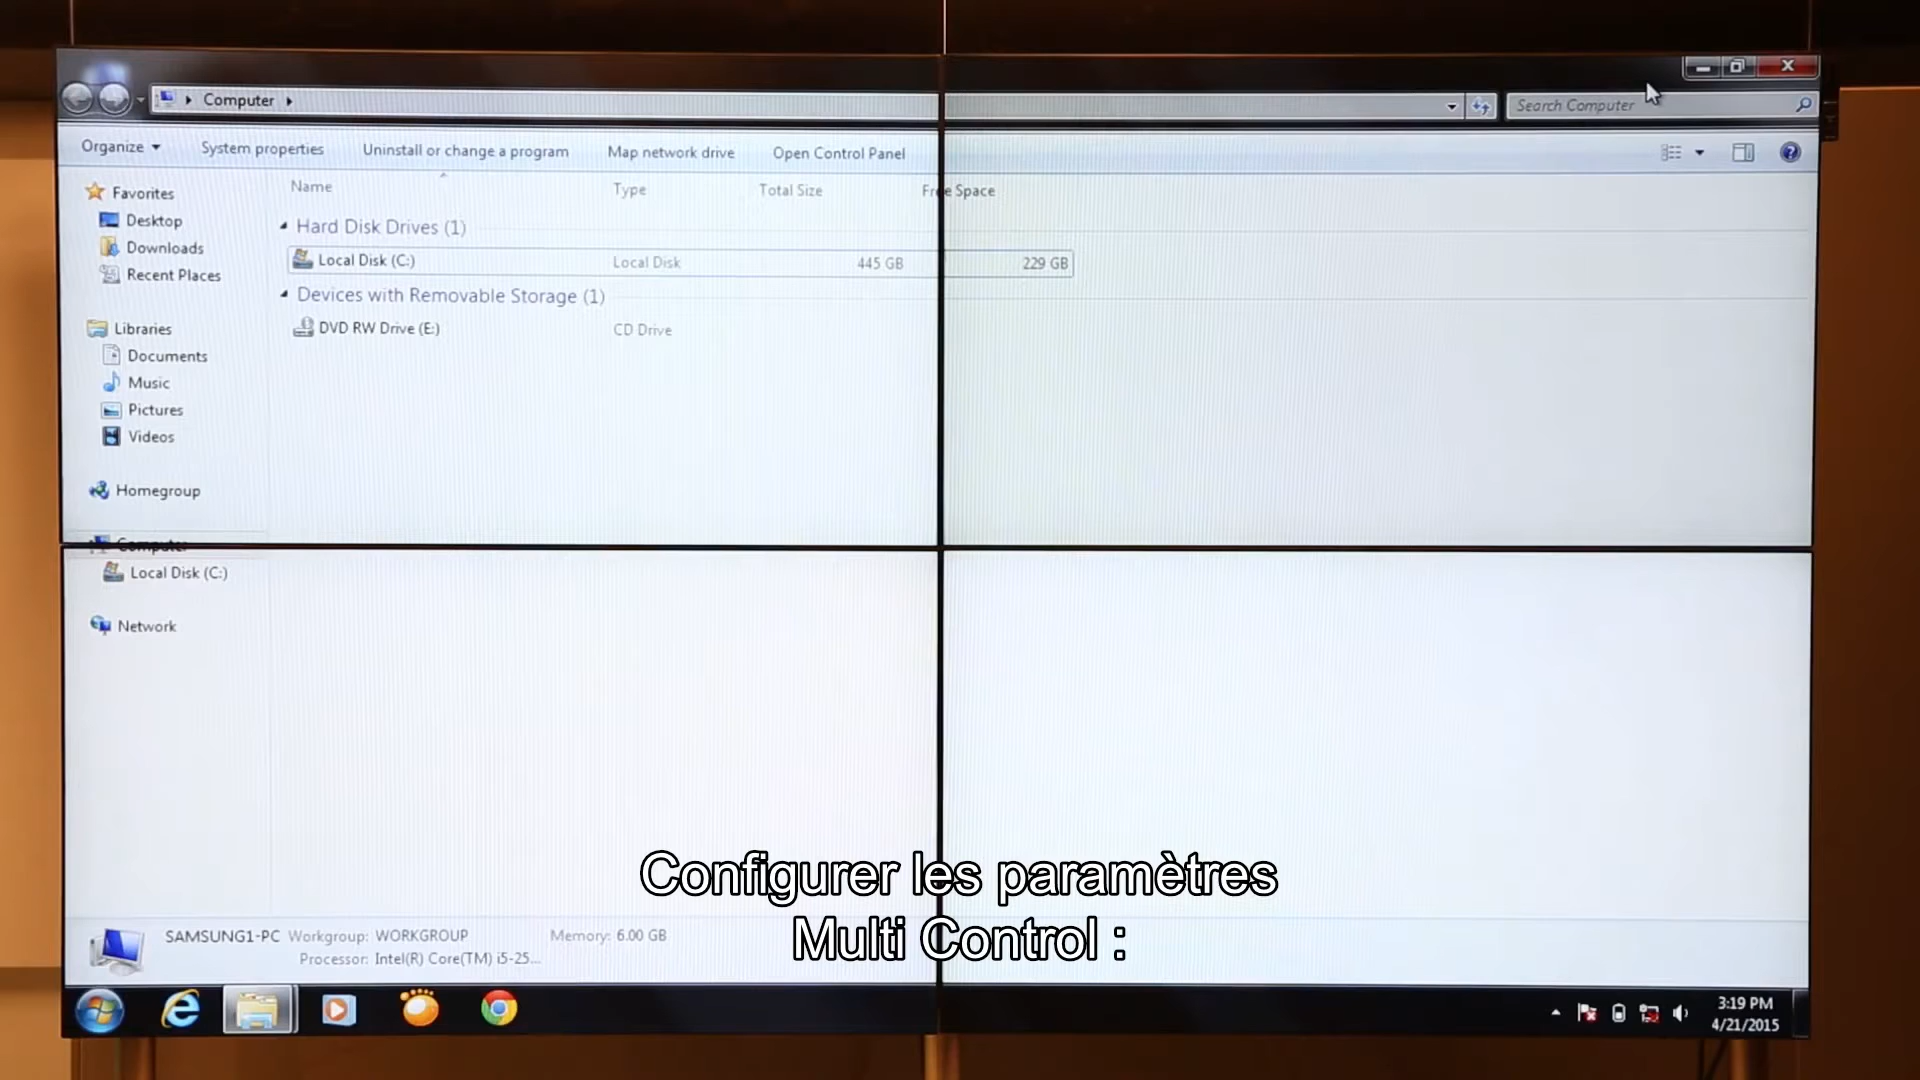 Computer
Search Computer
Organize
System properties
Uninstall or change a program
Map network drive
Open Control Panel
Name
Type
Total Size
Free Space
Favorites
Desktop
Downloads
Recent Places
Libraries
Documents
Music
Pictures
Videos
Homegroup
Computer
Local Disk (C:)
Network
Hard Disk Drives (1)
Local Disk (C:) Local Disk 445 GB 229 GB
Devices with Removable Storage (1)
DVD RW Drive (E:) CD Drive
Configurer les paramètres
Multi Control :
SAMSUNG1-PC Workgroup: WORKGROUP Memory: 6.00 GB
Processor: Intel(R) Core(TM) i5-25...
3:19 PM
4/21/2015